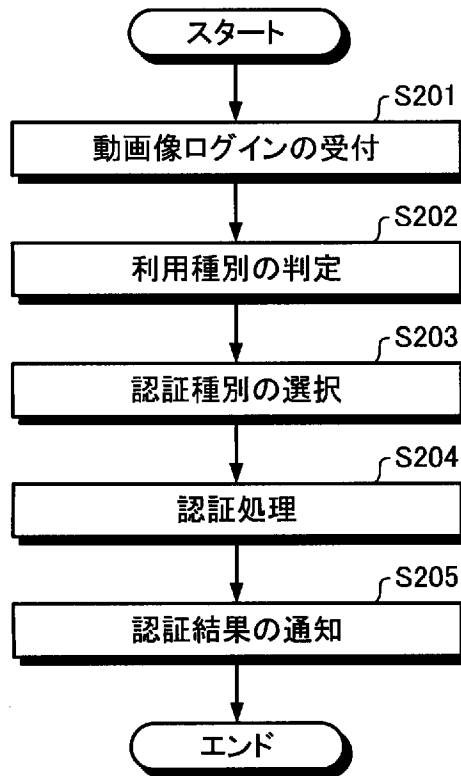 スタート
S201
動画像ログインの受付
S202
利用種別の判定
S203
認証種別の選択
S204
認証処理
S205
認証結果の通知
エンド